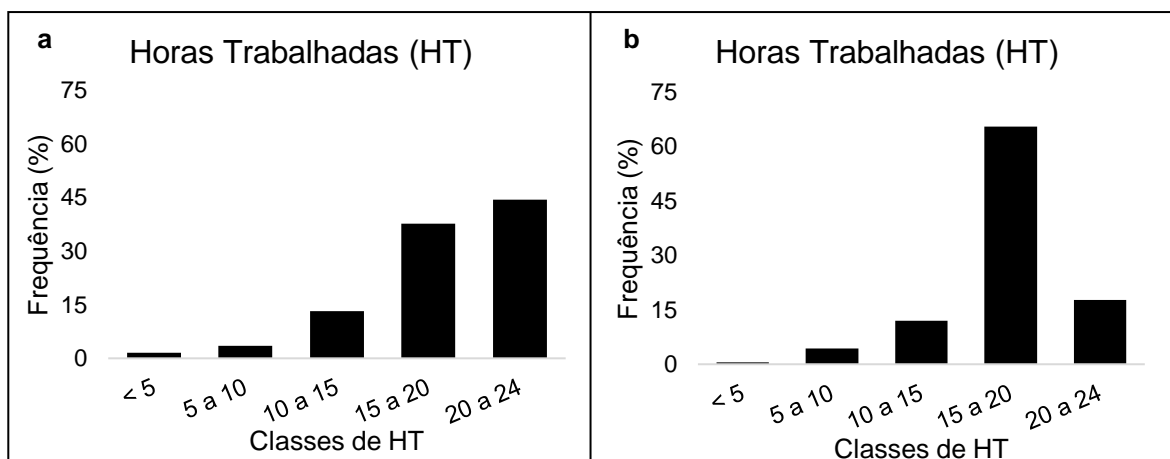 a
Horas Trabalhadas (HT)
Frequência (%)
75
60
45
30
15
0
< 5
5 a 10
10 a 15
15 a 20
20 a 24
Classes de HT
b
Horas Trabalhadas (HT)
Frequência (%)
75
60
45
30
15
0
< 5
5 a 10
10 a 15
15 a 20
20 a 24
Classes de HT